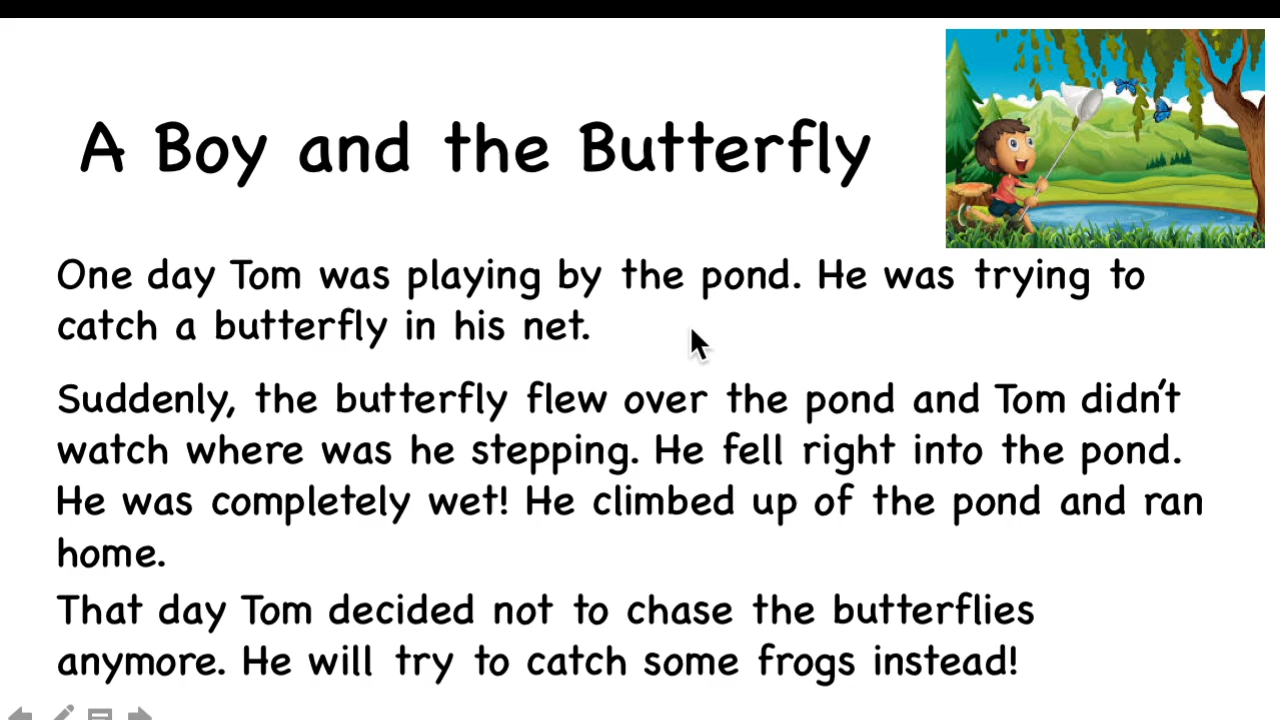 A Boy and the Butterfly
One day Tom was playing by the pond. He was trying to
catch a butterfly in his net.
Suddenly, the butterfly flew over the pond and Tom didn't
watch where was he stepping. He fell right into the pond.
He was completely wet! He climbed up of the pond and ran
home.
That day Tom decided not to chase the butterflies
anymore. He will try to catch some frogs instead!